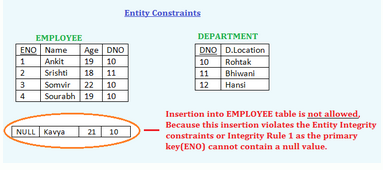 Entity Constraints
EMPLOYEE
ENO Name Age DNO
1 Ankit 19 10
2 Srishti 18 11
3 Somvir 22 10
4 Sourabh 19 10
DEPARTMENT
DNO D.Location
10 Rohtak
11 Bhiwani
12 Hansi
NULL Kavya 21 10
Insertion into EMPLOYEE table is not allowed,
Because this insertion violates the Entity Integrity
constraints or Integrity Rule 1 as the primary
key(ENO) cannot contain a null value.